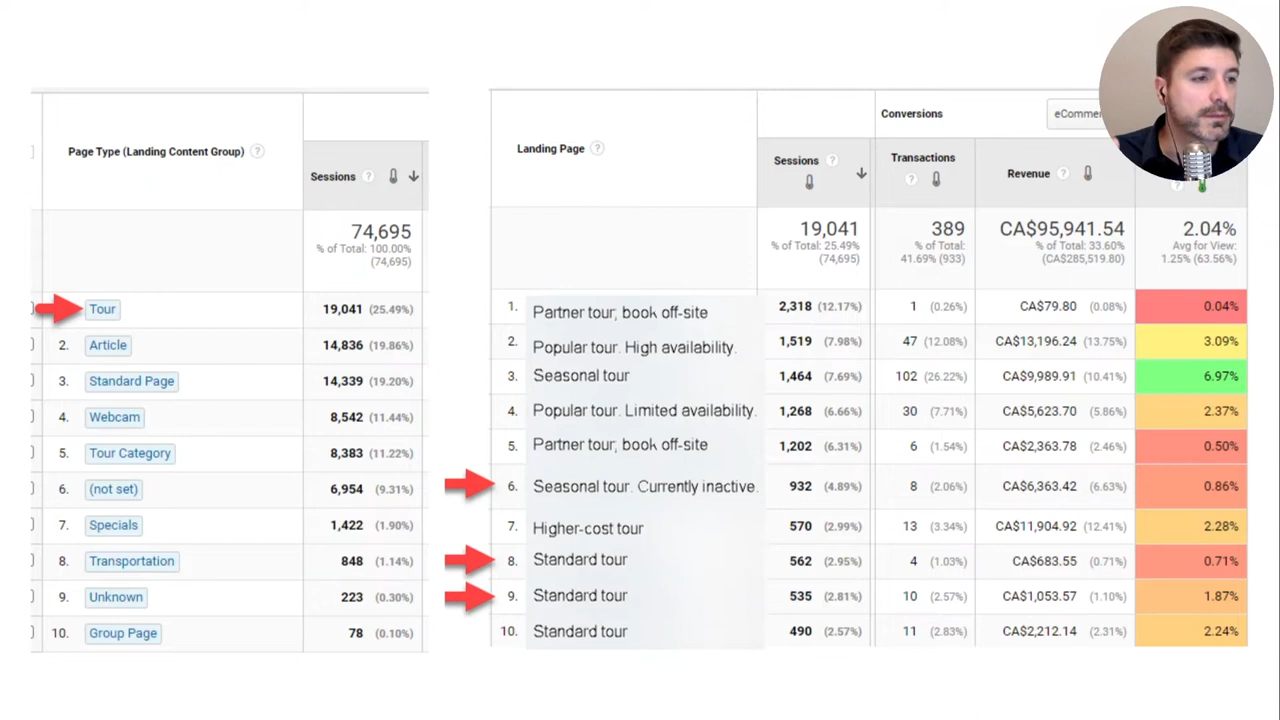 Page Type (Landing Content Group) ?
Sessions ?
74,695
% of Total: 100.00%
(74,695)
Tour 19,041 (25.49%)
2. Article 14,836 (19.86%)
3. Standard Page 14,339 (19.20%)
4. Webcam 8,542 (11.44%)
5. Tour Category 8,383 (11.22%)
6. (not set) 6,954 (9.31%)
7. Specials 1,422 (1.90%)
8. Transportation 848 (1.14%)
9. Unknown 223 (0.30%)
10. Group Page 78 (0.10%)
Landing Page ?
Conversions eComme
Sessions ?
Transactions ?
Revenue ?
?
19,041
% of Total: 25.49%
(74,695)
389
% of Total:
41.69% (933)
CA$95,941.54
% of Total: 33.60%
(CA$285,519.80)
2.04%
Avg for View:
1.25% (63.56%)
1. Partner tour, book off-site 2,318 (12.17%) 1 (0.26%) CA$79.80 (0.08%) 0.04%
2. Popular tour. High availability. 1,519 (7.98%) 47 (12.08%) CA$13,196.24 (13.75%) 3.09%
3. Seasonal tour 1,464 (7.69%) 102 (26.22%) CA$9,989.91 (10.41%) 6.97%
4. Popular tour. Limited availability. 1,268 (6.66%) 30 (7.71%) CA$5,623.70 (5.86%) 2.37%
5. Partner tour, book off-site 1,202 (6.31%) 6 (1.54%) CA$2,363.78 (2.46%) 0.50%
6. Seasonal tour. Currently inactive. 932 (4.89%) 8 (2.06%) CA$6,363.42 (6.63%) 0.86%
7. Higher-cost tour 570 (2.99%) 13 (3.34%) CA$11,904.92 (12.41%) 2.28%
8. Standard tour 562 (2.95%) 4 (1.03%) CA$683.55 (0.71%) 0.71%
9. Standard tour 535 (2.81%) 10 (2.57%) CA$1,053.57 (1.10%) 1.87%
10. Standard tour 490 (2.57%) 11 (2.83%) CA$2,212.14 (2.31%) 2.24%